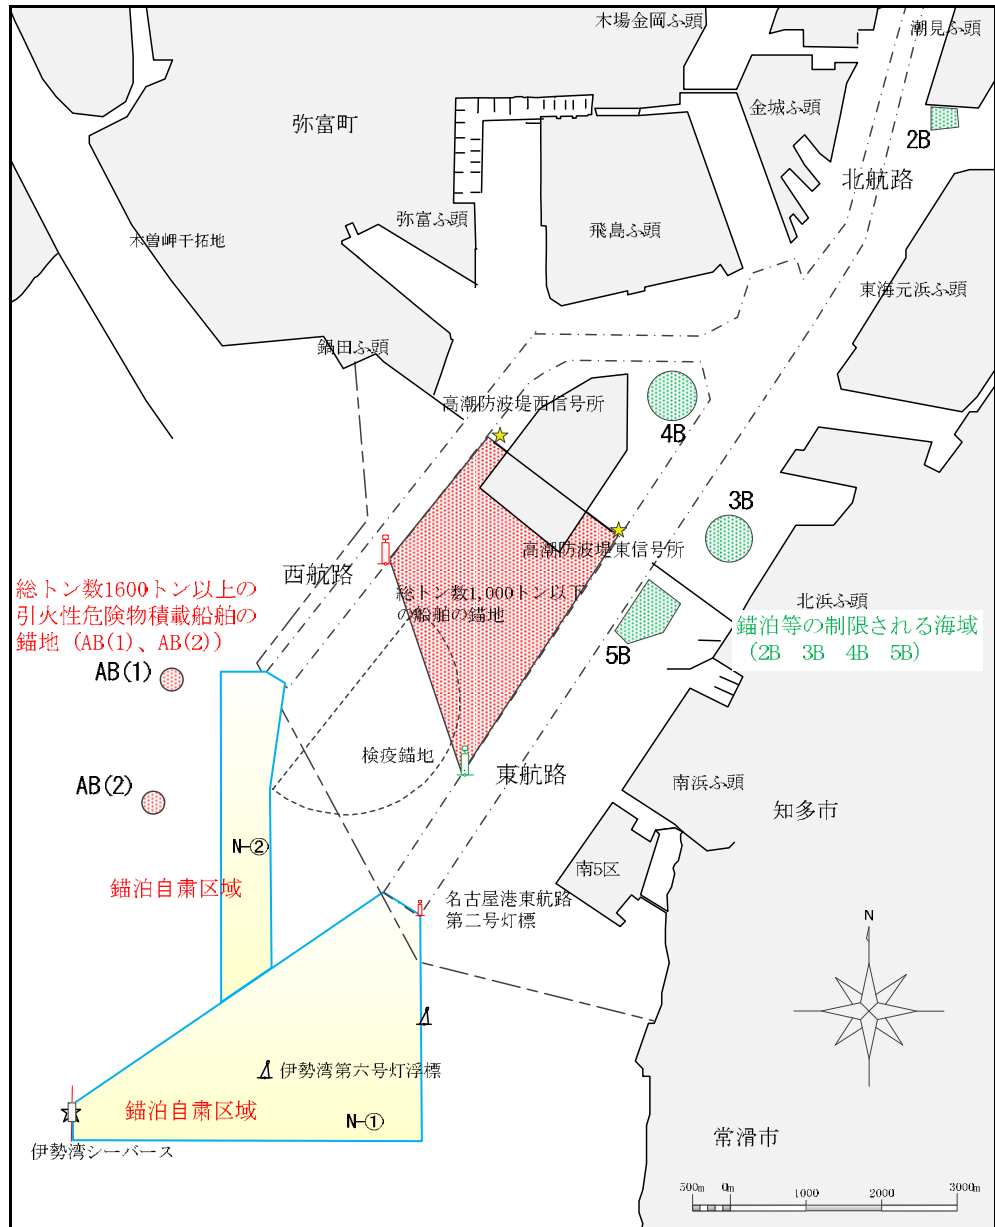 木場金岡ふ頭
潮見ふ頭
金城ふ頭
弥富町
2B
北航路
弥富ふ頭
飛島ふ頭
木曽岬干拓地
東海元浜ふ頭
鍋田ふ頭
高潮防波堤西信号所
4B
3B
高潮防波堤東信号所
西航路
総トン数1600トン以上の
引火性危険物積載船舶の
錨地（AB(1)、AB(2)）
総トン数1,000トン以下
の船舶の錨地
北浜ふ頭
錨泊等の制限される海域
（2B　3B　4B　5B）
5B
AB(1)
検疫錨地
東航路
AB(2)
南浜ふ頭
知多市
N-②
南5区
錨泊自粛区域
名古屋港東航路
第二号灯標
N
伊勢湾第六号灯浮標
錨泊自粛区域
N-①
伊勢湾シーバース
常滑市
500m 0m 1000 2000 3000m